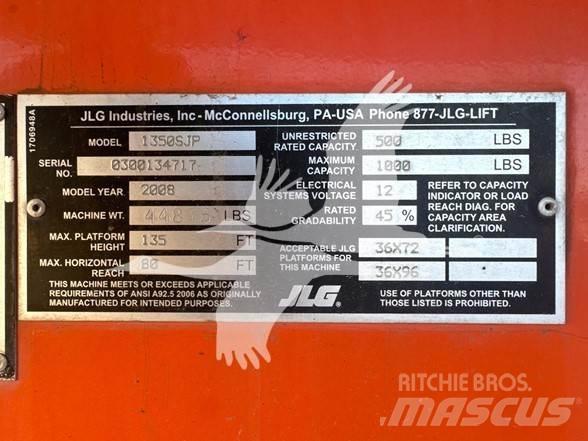 1706948A
JLG Industries, Inc - McConnellsburg, PA-USA Phone 877-JLG-LIFT
MODEL 1350SJP
SERIAL NO. 0300134717
MODEL YEAR 2008
MACHINE WT. LBS
MAX. PLATFORM HEIGHT 135 FT
MAX. HORIZONTAL REACH 80 FT
THIS MACHINE MEETS OR EXCEEDS APPLICABLE
REQUIREMENTS OF ANSI A92.5 2006 AS ORIGINALLY
MANUFACTURED FOR INTENDED PURPOSES.
UNRESTRICTED RATED CAPACITY 500 LBS
MAXIMUM CAPACITY 1000 LBS
ELECTRICAL SYSTEMS VOLTAGE 12
RATED GRADABILITY 45 %
REFER TO CAPACITY
INDICATOR OR LOAD
REACH DIAG. FOR
CAPACITY AREA
CLARIFICATION.
ACCEPTABLE JLG PLATFORMS FOR THIS MACHINE
36X72
36X96
JLG®
USE OF PLATFORMS OTHER THAN
THOSE LISTED IS PROHIBITED.
RITCHIE BROS.
MASCUS